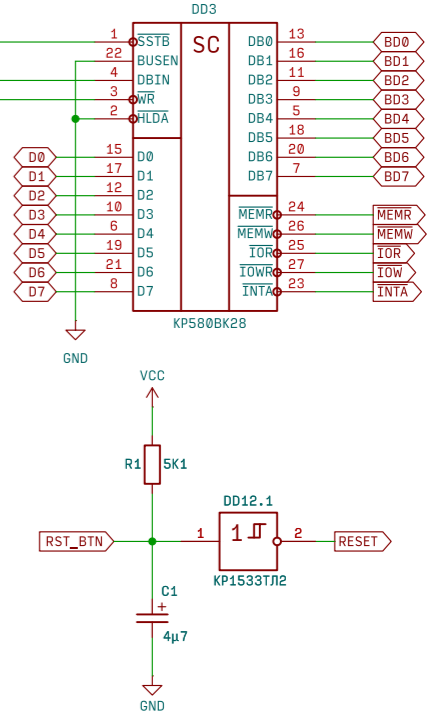 DD3
SC
1 SSTB DB0 13 BD0
22 BUSEN DB1 16 BD1
4 DBIN DB2 11 BD2
3 WR DB3 9 BD3
2 HLDA DB4 5 BD4
DB5 18 BD5
D0 15 D0 DB6 20 BD6
D1 17 D1 DB7 7 BD7
D2 12 D2
D3 10 D3 MEMR 24 MEMR
D4 6 D4 MEMW 26 MEMW
D5 19 D5 IOR 25 IOR
D6 21 D6 IOWR 27 IOW
D7 8 D7 INTA 23 INTA
КР580ВК28
GND
VCC
R1 5K1
DD12.1
RST_BTN 1 1 2 RESET
КР1533ТЛ2
C1
+
4µ7
GND